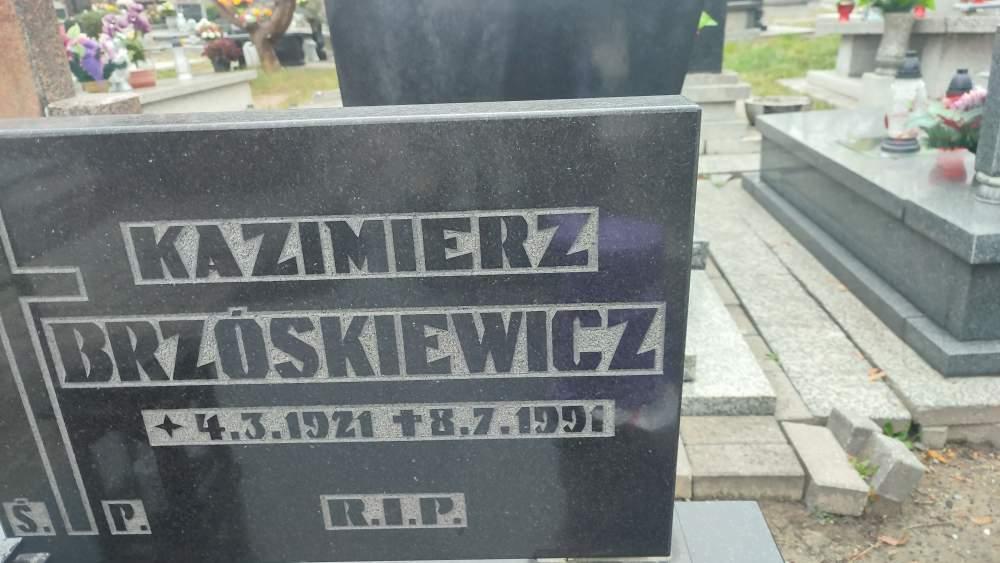 KAZIMIERZ
BRZÓSKIEWICZ
✦ 4.3.1921 ✝ 8.7.1991
Ś. P. R.I.P.